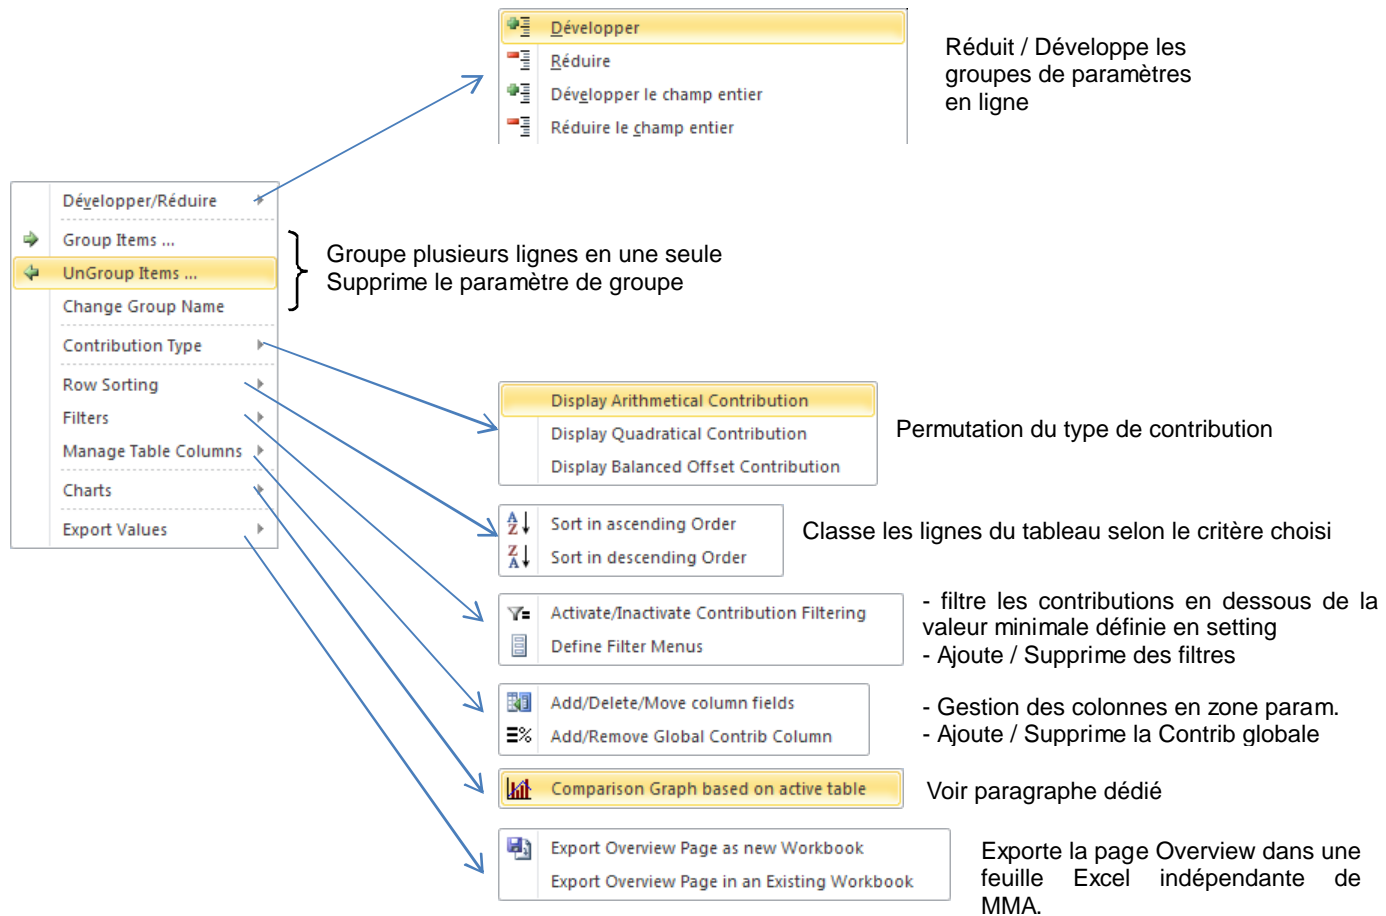 Développer
Réduire
Développer le champ entier
Réduire le champ entier
Réduit / Développe les
groupes de paramètres
en ligne
Développer/Réduire
Group Items ...
UnGroup Items ...
Change Group Name
Contribution Type
Row Sorting
Filters
Manage Table Columns
Charts
Export Values
Groupe plusieurs lignes en une seule
Supprime le paramètre de groupe
Display Arithmetical Contribution
Display Quadratical Contribution
Display Balanced Offset Contribution
Permutation du type de contribution
Sort in ascending Order
Sort in descending Order
Classe les lignes du tableau selon le critère choisi
Activate/Inactivate Contribution Filtering
Define Filter Menus
- filtre les contributions en dessous de la
valeur minimale définie en setting
- Ajoute / Supprime des filtres
Add/Delete/Move column fields
Add/Remove Global Contrib Column
- Gestion des colonnes en zone param.
- Ajoute / Supprime la Contrib globale
Comparison Graph based on active table
Voir paragraphe dédié
Export Overview Page as new Workbook
Export Overview Page in an Existing Workbook
Exporte la page Overview dans une
feuille Excel indépendante de
MMA.